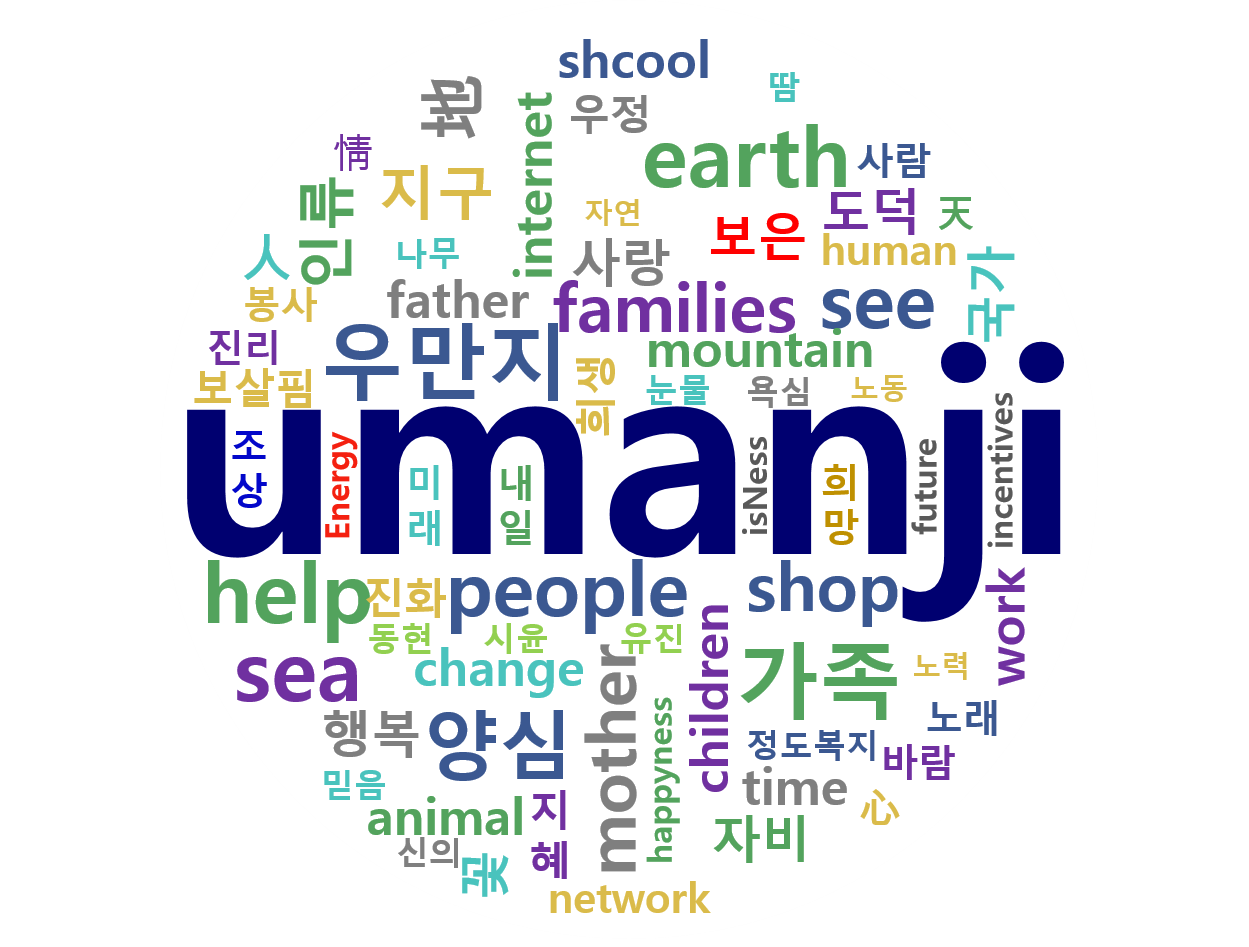 shcool
땀
地
internet
우정
earth
사람
情
지구
인류
자연
도덕
天
보은
人
나무
사랑
human
국가
봉사
father
families
see
진리
우만지
mountain
보살핌
희생
눈물
욕심
노동
umanji
조상
Energy
미래
내일
isNess
희망
future
incentives
help
진화
people
shop
work
동현
시윤
유진
children
sea
change
mother
가족
노력
행복
양심
happyness
노래
정도복지
바람
믿음
time
心
animal
지혜
자비
신의
꽃
network